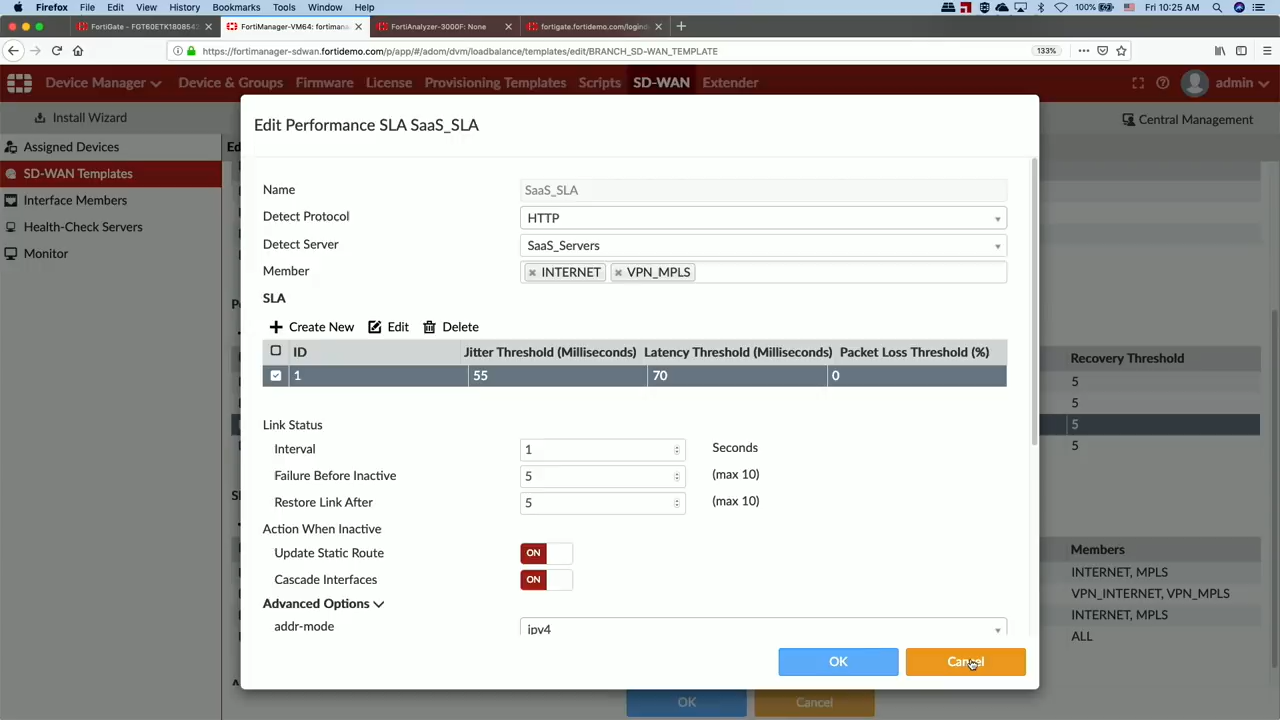 Firefox File Edit View History Bookmarks Tools Window Help 100% Fri 10:25 AM
FortiGate - FGT60ETK1808542 FortiManager-VM64: fortimana FortiAnalyzer-3000F: None fortigate.fortidemo.com/logind
https://fortimanager-sdwan.fortidemo.com/p/app/#/adom/dvm/loadbalance/templates/edit/BRANCH_SD-WAN_TEMPLATE 133%
Device Manager Device & Groups Firmware License Provisioning Templates Scripts SD-WAN Extender admin
Install Wizard Central Management
Assigned Devices
SD-WAN Templates
Interface Members
Health-Check Servers
Monitor
Edit Performance SLA SaaS_SLA
Name SaaS_SLA
Detect Protocol HTTP
Detect Server SaaS_Servers
Member INTERNET VPN_MPLS
SLA
Create New Edit Delete
ID Jitter Threshold (Milliseconds) Latency Threshold (Milliseconds) Packet Loss Threshold (%)
1 55 70 0
Link Status
Interval 1 Seconds
Failure Before Inactive 5 (max 10)
Restore Link After 5 (max 10)
Action When Inactive
Update Static Route ON
Cascade Interfaces ON
Advanced Options
addr-mode ipv4
OK Cancel
Recovery Threshold
5
5
5
5
Members
INTERNET, MPLS
VPN_INTERNET, VPN_MPLS
INTERNET, MPLS
ALL
OK Cancel